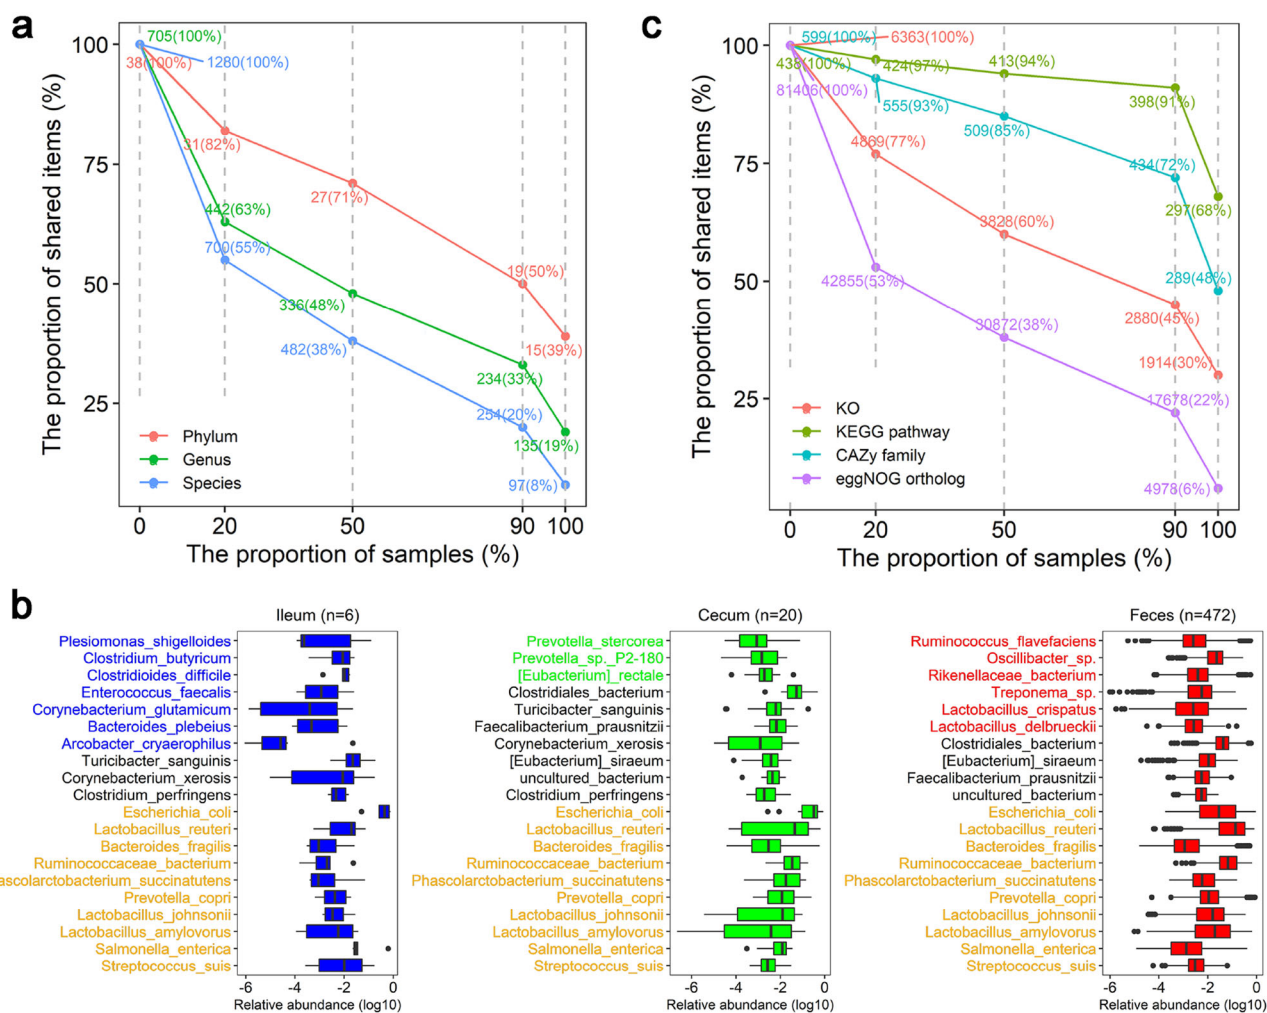 a
The proportion of shared items (%)
100
75
50
25
705(100%)
38(100%)
1280(100%)
31(82%)
442(63%)
700(55%)
27(71%)
336(48%)
482(38%)
19(50%)
234(33%)
254(20%)
15(39%)
135(19%)
97(8%)
Phylum
Genus
Species
0 20 50 90 100
The proportion of samples (%)
c
The proportion of shared items (%)
100
75
50
25
599(100%)
6363(100%)
438(100%)
81406(100%)
424(97%)
555(93%)
4869(77%)
42855(53%)
413(94%)
509(85%)
3828(60%)
30872(38%)
398(91%)
434(72%)
2880(45%)
17678(22%)
297(68%)
289(48%)
1914(30%)
4978(6%)
KO
KEGG pathway
CAZy family
eggNOG ortholog
0 20 50 90 100
The proportion of samples (%)
b
Ileum (n=6)
Plesiomonas_shigelloides
Clostridium_butyricum
Clostridioides_difficile
Enterococcus_faecalis
Corynebacterium_glutamicum
Bacteroides_plebeius
Arcobacter_cryaerophilus
Turicibacter_sanguinis
Corynebacterium_xerosis
Clostridium_perfringens
Escherichia_coli
Lactobacillus_reuteri
Bacteroides_fragilis
Ruminococcaceae_bacterium
ascolarctobacterium_succinatutens
Prevotella_copri
Lactobacillus_johnsonii
Lactobacillus_amylovorus
Salmonella_enterica
Streptococcus_suis
-6 -4 -2 0
Relative abundance (log10)
Cecum (n=20)
Prevotella_stercorea
Prevotella_sp._P2-180
[Eubacterium]_rectale
Clostridiales_bacterium
Turicibacter_sanguinis
Faecalibacterium_prausnitzii
Corynebacterium_xerosis
[Eubacterium]_siraeum
uncultured_bacterium
Clostridium_perfringens
Escherichia_coli
Lactobacillus_reuteri
Bacteroides_fragilis
Ruminococcaceae_bacterium
Phascolarctobacterium_succinatutens
Prevotella_copri
Lactobacillus_johnsonii
Lactobacillus_amylovorus
Salmonella_enterica
Streptococcus_suis
-6 -4 -2 0
Relative abundance (log10)
Feces (n=472)
Ruminococcus_flavefaciens
Oscillibacter_sp.
Rikenellaceae_bacterium
Treponema_sp.
Lactobacillus_crispatus
Lactobacillus_delbrueckii
Clostridiales_bacterium
[Eubacterium]_siraeum
Faecalibacterium_prausnitzii
uncultured_bacterium
Escherichia_coli
Lactobacillus_reuteri
Bacteroides_fragilis
Ruminococcaceae_bacterium
Phascolarctobacterium_succinatutens
Prevotella_copri
Lactobacillus_johnsonii
Lactobacillus_amylovorus
Salmonella_enterica
Streptococcus_suis
-6 -4 -2 0
Relative abundance (log10)